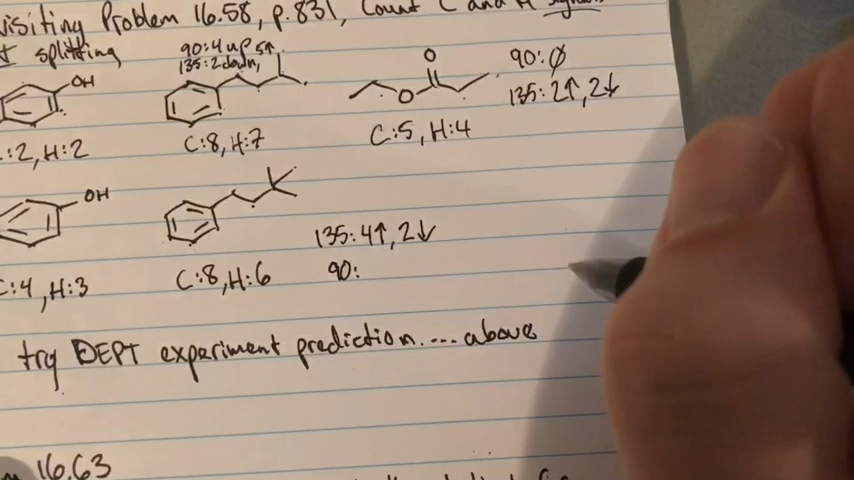 visiting Problem 16.58, p.831, Count C and H signals
splitting
90:4 up 5↑
135:2 down,
OH
O
O
90:∅
135: 2↑, 2↓
:2, H:2
C:8, H:7
C:5, H:4
OH
135: 4↑, 2↓
:4, H:3
C:8, H:6
90:
try DEPT experiment prediction.... above
16.63